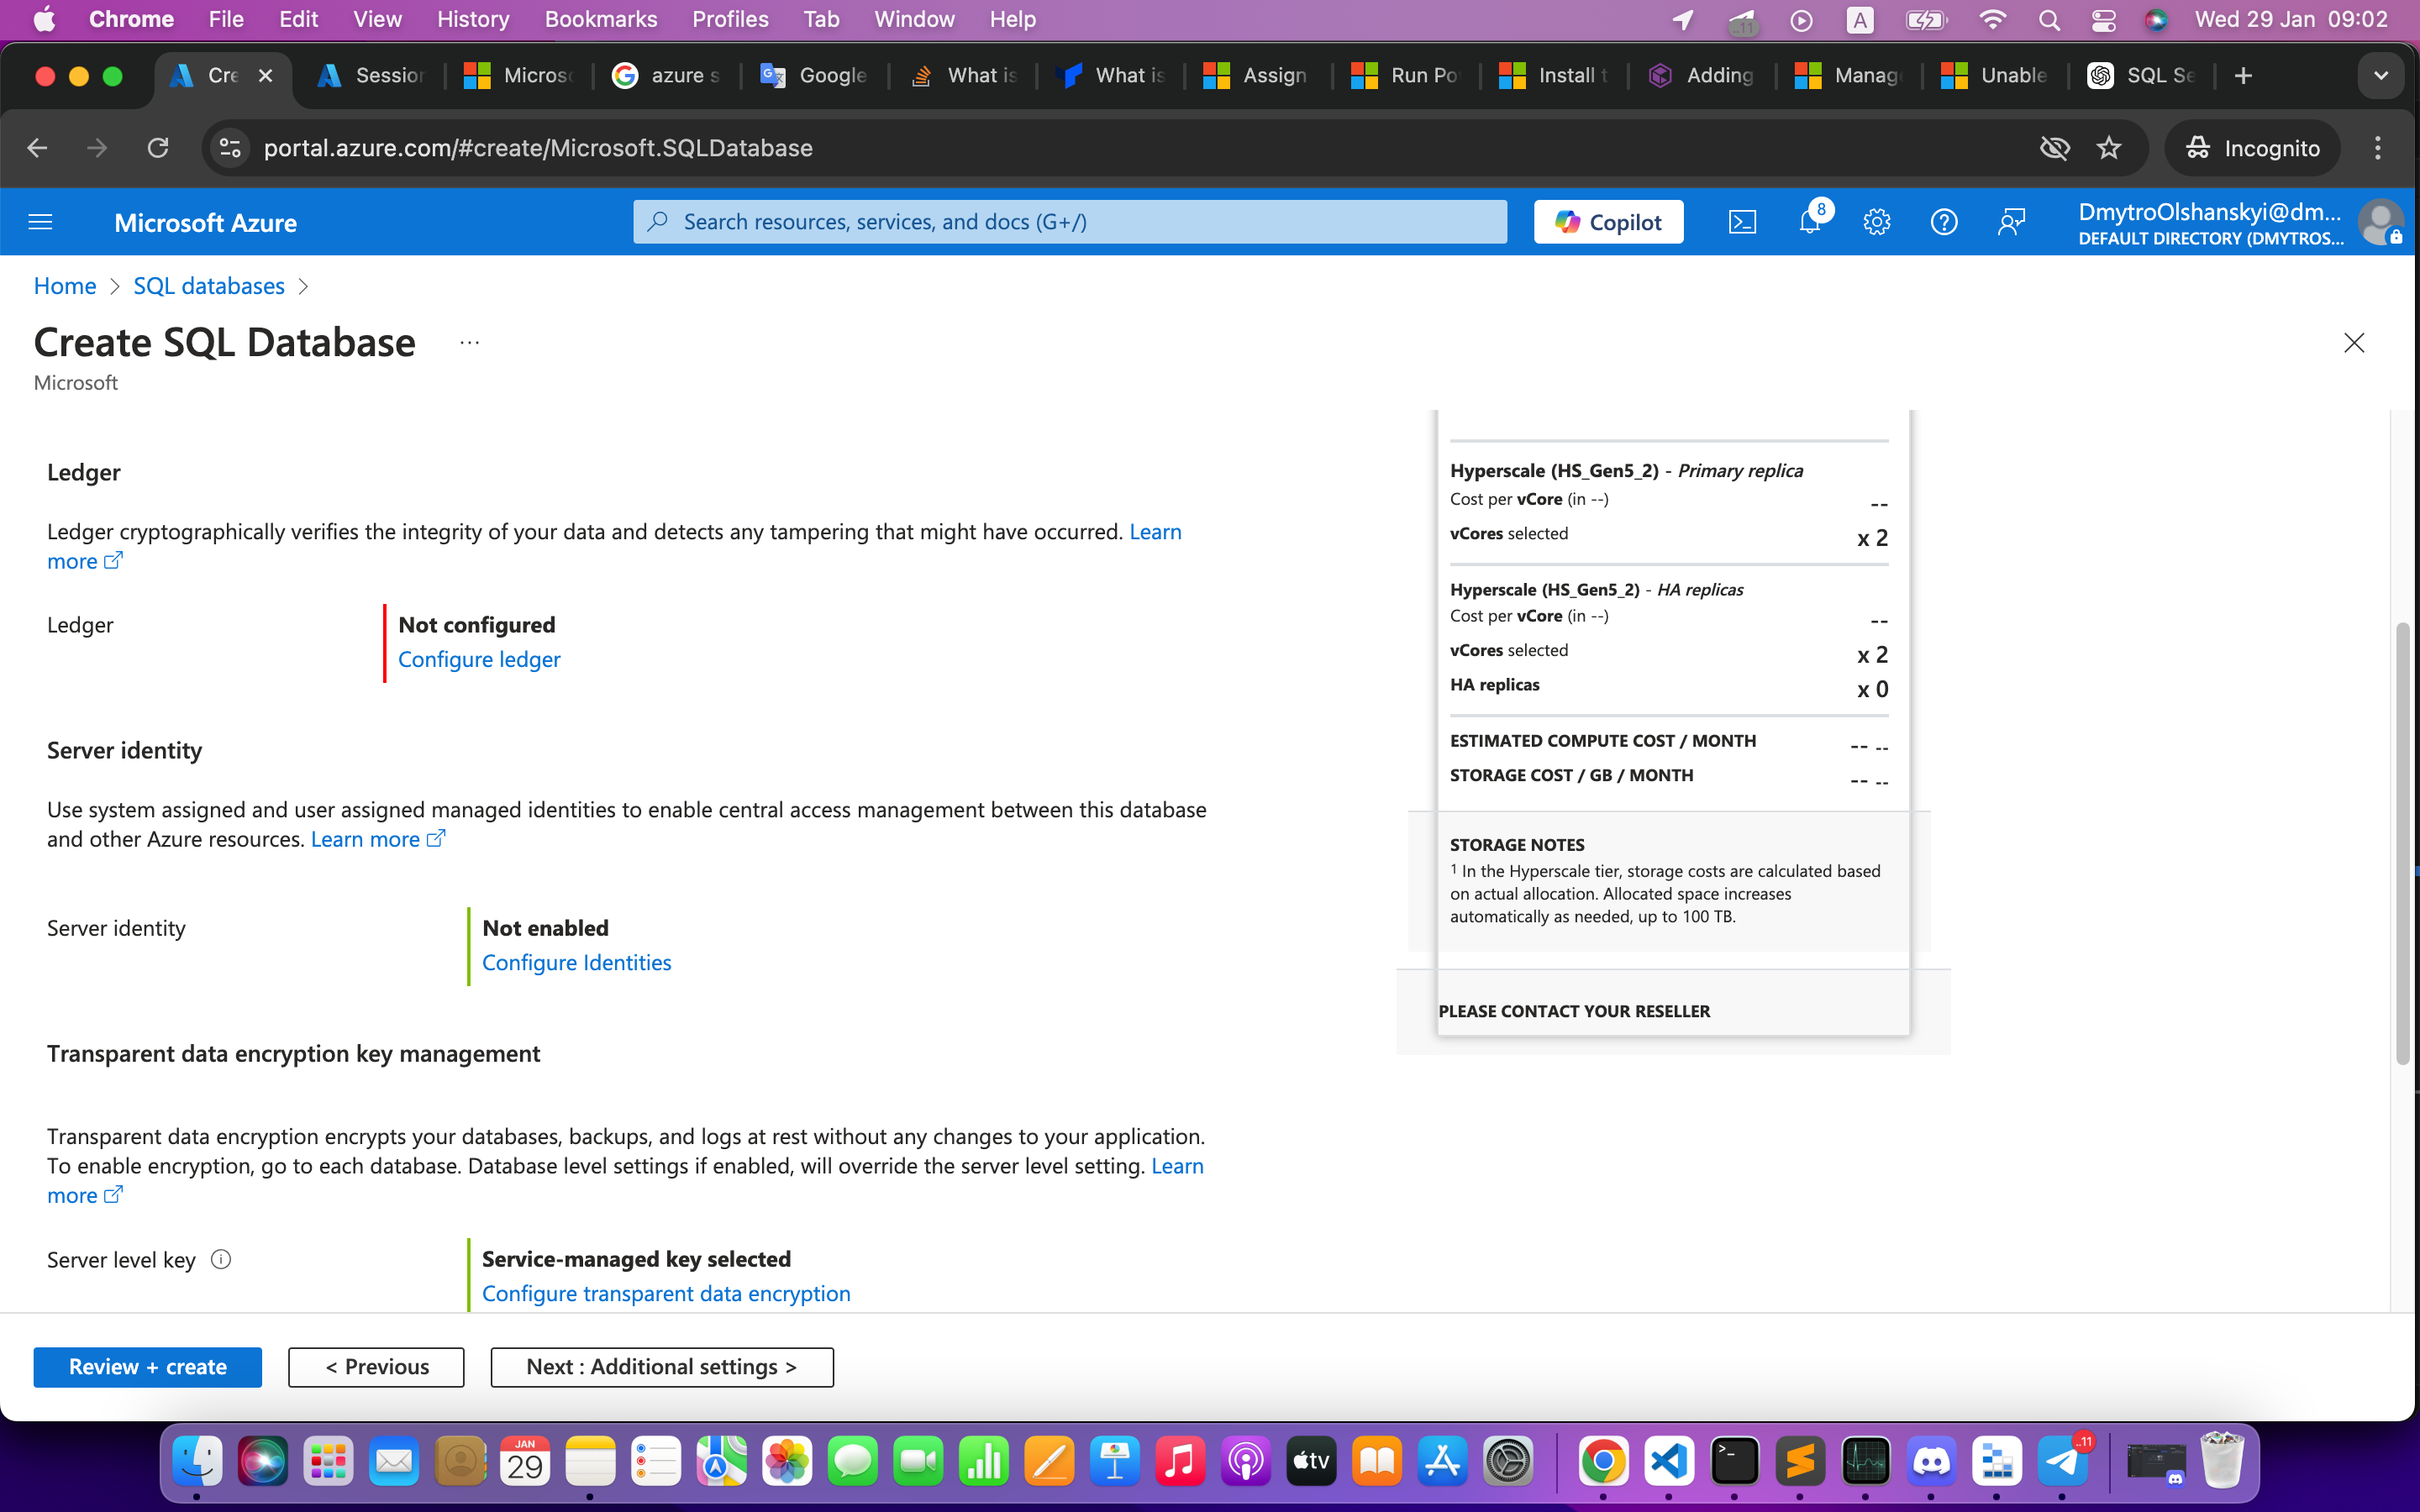 Chrome File Edit View History Bookmarks Profiles Tab Window Help
11 A Wed 29 Jan 09:02
Cre
Session
Micros
azure s
Google
What is
What is
Assign
Run Po
Install t
Adding
Manag
Unable
SQL Se
portal.azure.com/#create/Microsoft.SQLDatabase
Incognito
Microsoft Azure
Search resources, services, and docs (G+/)
Copilot
8
DmytroOlshanskyi@dm...
DEFAULT DIRECTORY (DMYTROS...
Home > SQL databases >
Create SQL Database ...
Microsoft
Ledger
Ledger cryptographically verifies the integrity of your data and detects any tampering that might have occurred. Learn
more
Ledger
Not configured
Configure ledger
Server identity
Use system assigned and user assigned managed identities to enable central access management between this database
and other Azure resources. Learn more
Server identity
Not enabled
Configure Identities
Transparent data encryption key management
Transparent data encryption encrypts your databases, backups, and logs at rest without any changes to your application.
To enable encryption, go to each database. Database level settings if enabled, will override the server level setting. Learn
more
Server level key
Service-managed key selected
Configure transparent data encryption
Hyperscale (HS_Gen5_2) - Primary replica
Cost per vCore (in --) --
vCores selected x 2
Hyperscale (HS_Gen5_2) - HA replicas
Cost per vCore (in --) --
vCores selected x 2
HA replicas x 0
ESTIMATED COMPUTE COST / MONTH -- --
STORAGE COST / GB / MONTH -- --
STORAGE NOTES
1 In the Hyperscale tier, storage costs are calculated based
on actual allocation. Allocated space increases
automatically as needed, up to 100 TB.
PLEASE CONTACT YOUR RESELLER
Review + create
< Previous
Next : Additional settings >
JAN
29
tv
11